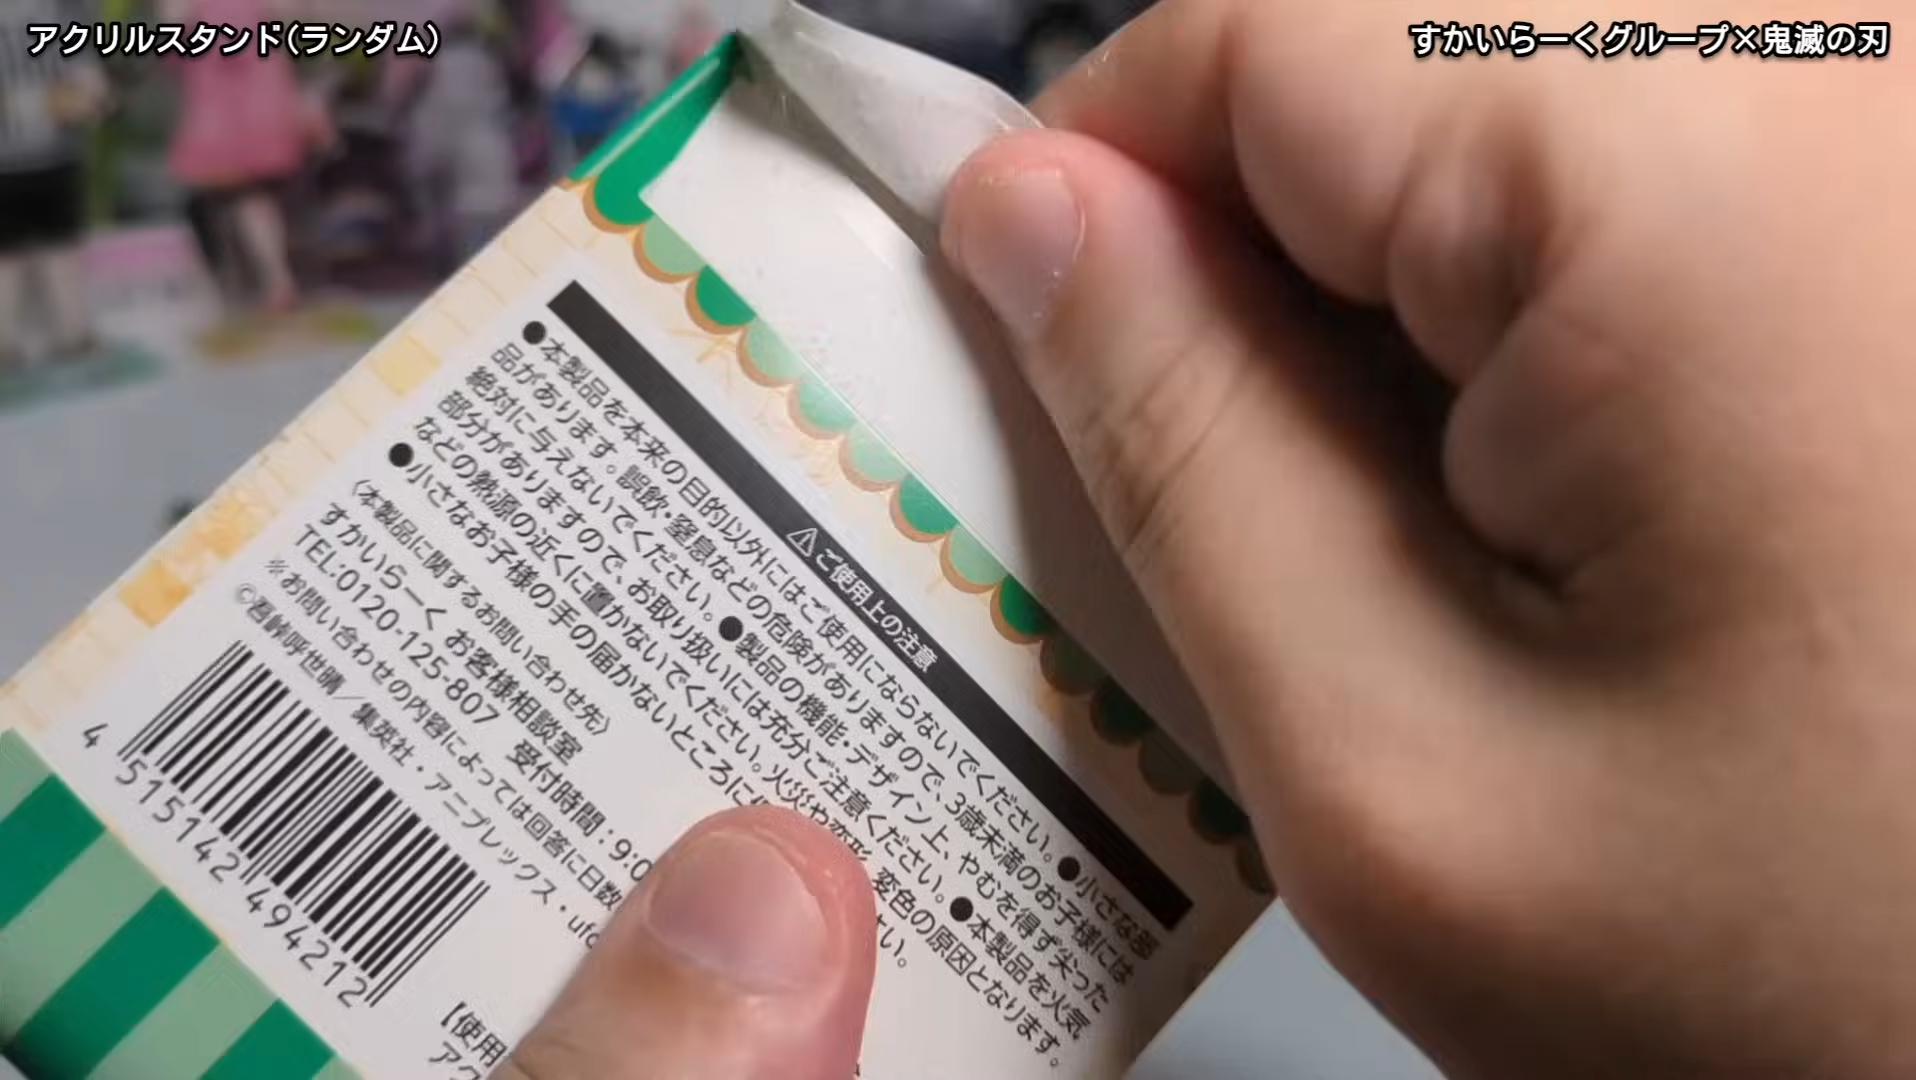 アクリルスタンド(ランダム)
すかいらーくグループ×鬼滅の刃
⚠ご使用上の注意
●本製品を本来の目的以外にはご使用にならないでください。●小さな部
品があります。誤飲・窒息などの危険がありますので、3歳未満のお子様には
絶対に与えないでください。●製品の機能・デザイン上、やむを得ず尖った
部分がありますので、お取り扱いには充分ご注意ください。●本製品を火気
などの熱源の近くに置かないでください。火災や変形、変色の原因となります。
●小さなお子様の手の届かないところに
さい。
〈本製品に関するお問い合わせ先〉
すかいらーく お客様相談室
TEL:0120-125-807 受付時間:9:0
※お問い合わせの内容によっては回答に日数
©吾峠呼世晴/集英社・アニプレックス・ufo
4 515142 494212
【使用
アク